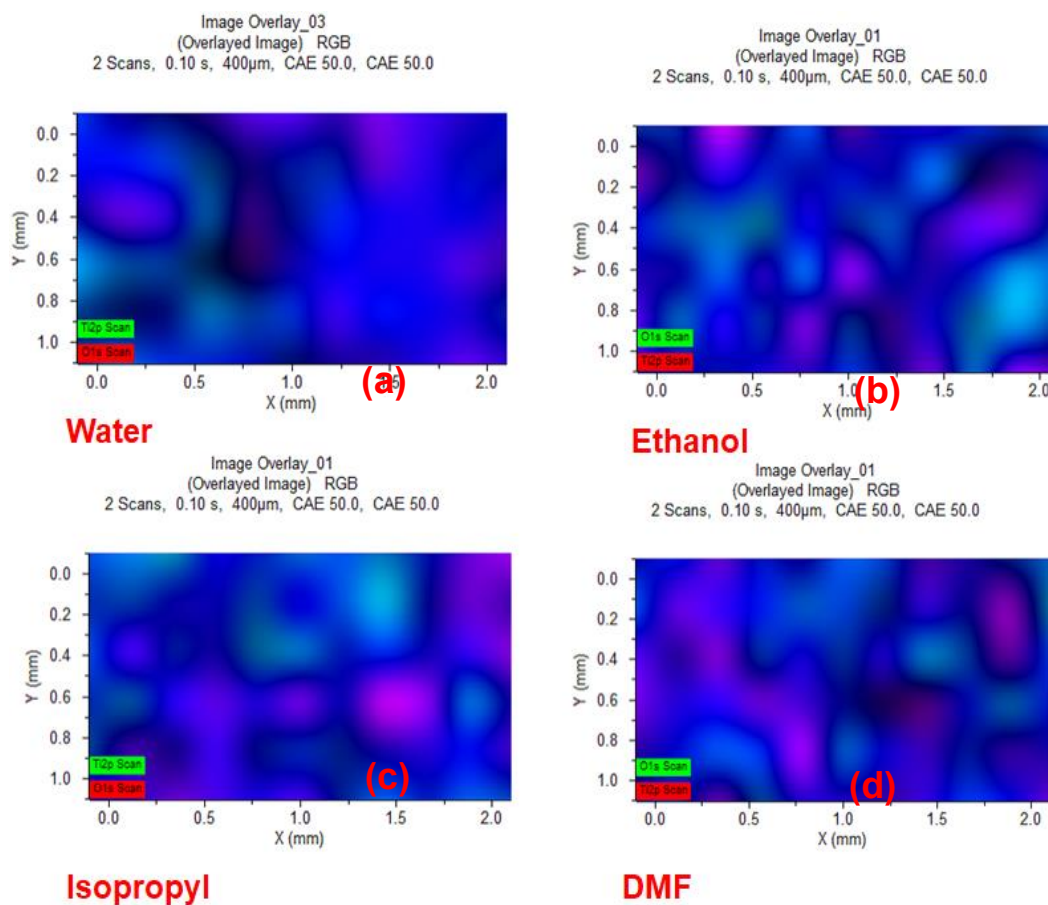 Image Overlay_03
(Overlayed Image) RGB
2 Scans, 0.10 s, 400µm, CAE 50.0, CAE 50.0
Y (mm)
0.0
0.2
0.4
0.6
0.8
1.0
Ti2p Scan
O1s Scan
0.0 0.5 1.0 1.5 2.0
X (mm)
(a)
Water
Image Overlay_01
(Overlayed Image) RGB
2 Scans, 0.10 s, 400µm, CAE 50.0, CAE 50.0
Y (mm)
0.0
0.2
0.4
0.6
0.8
1.0
O1s Scan
Ti2p Scan
0.0 0.5 1.0 1.5 2.0
X (mm)
(b)
Ethanol
Image Overlay_01
(Overlayed Image) RGB
2 Scans, 0.10 s, 400µm, CAE 50.0, CAE 50.0
Y (mm)
0.0
0.2
0.4
0.6
0.8
1.0
Ti2p Scan
O1s Scan
0.0 0.5 1.0 1.5 2.0
X (mm)
(c)
Isopropyl
Image Overlay_01
(Overlayed Image) RGB
2 Scans, 0.10 s, 400µm, CAE 50.0, CAE 50.0
Y (mm)
0.0
0.2
0.4
0.6
0.8
1.0
O1s Scan
Ti2p Scan
0.0 0.5 1.0 1.5 2.0
X (mm)
(d)
DMF